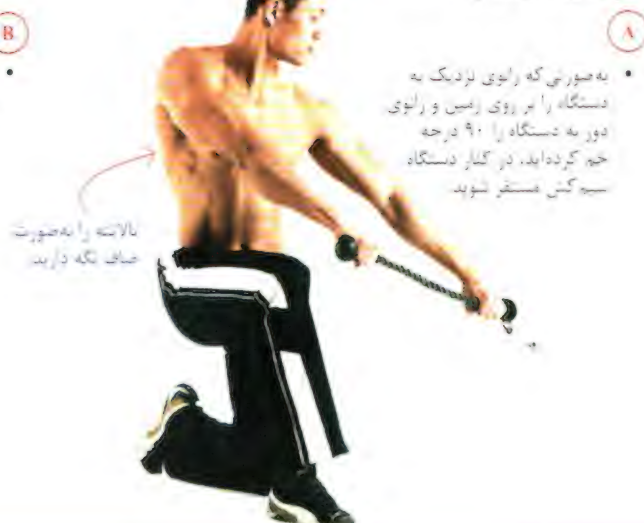 A
• به‌صورتی‌که زانوی نزدیک به
دستگاه را بر روی زمین و زانوی
دور به دستگاه را ۹۰ درجه
خم کرده‌اید، در کنار دستگاه
سیم‌کش مستقر شوید.
B
•
بالاتنه را به‌صورت
صاف نگه دارید.